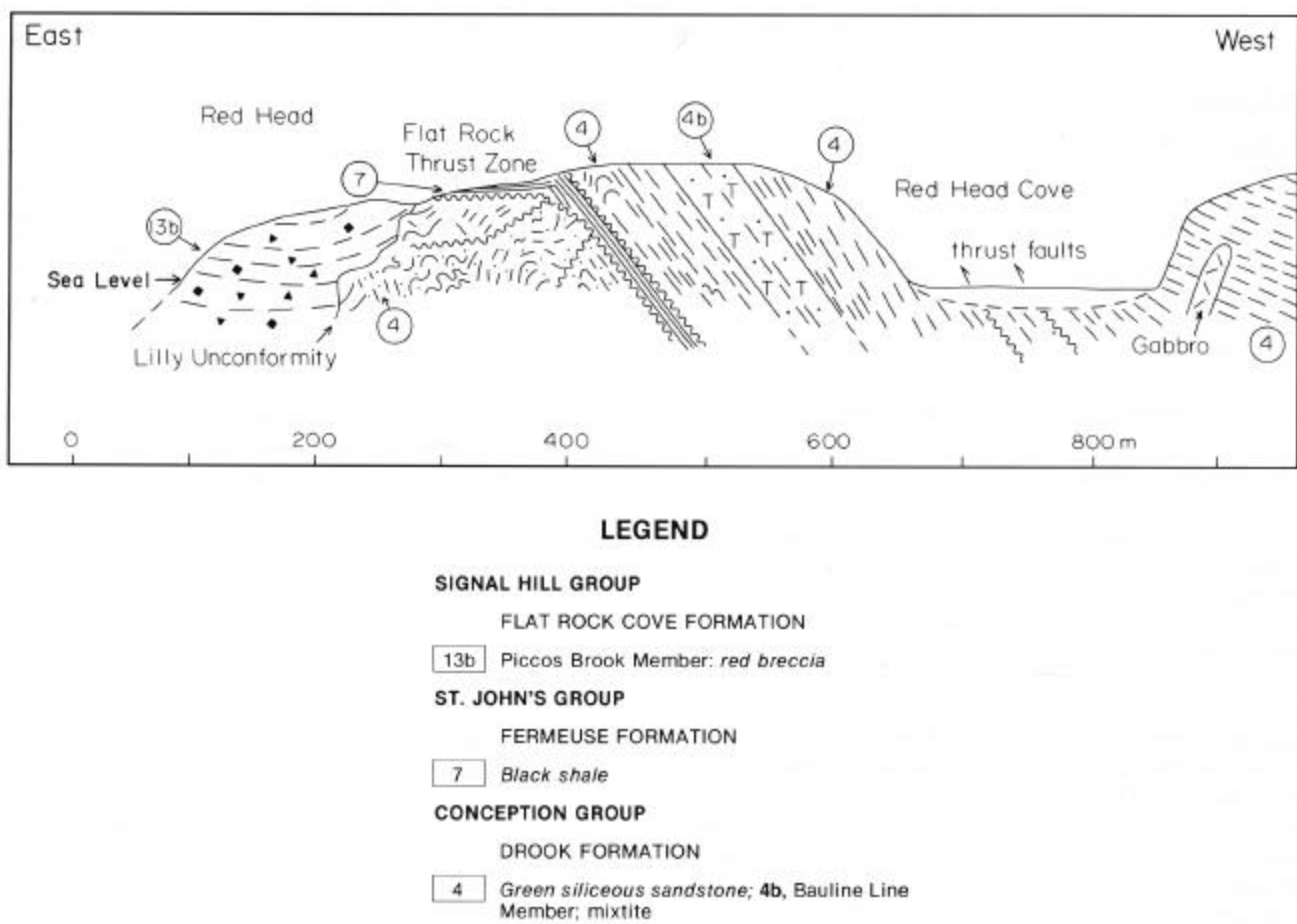 East
West
Red Head
Flat Rock
Thrust Zone
4
4b
4
7
Red Head Cove
13b
thrust faults
Sea Level
4
Lilly Unconformity
Gabbro
4
0 200 400 600 800 m
LEGEND
SIGNAL HILL GROUP
FLAT ROCK COVE FORMATION
13b Piccos Brook Member: red breccia
ST. JOHN'S GROUP
FERMEUSE FORMATION
7 Black shale
CONCEPTION GROUP
DROOK FORMATION
4 Green siliceous sandstone; 4b, Bauline Line
Member; mixtite
T T
T T
T T
T